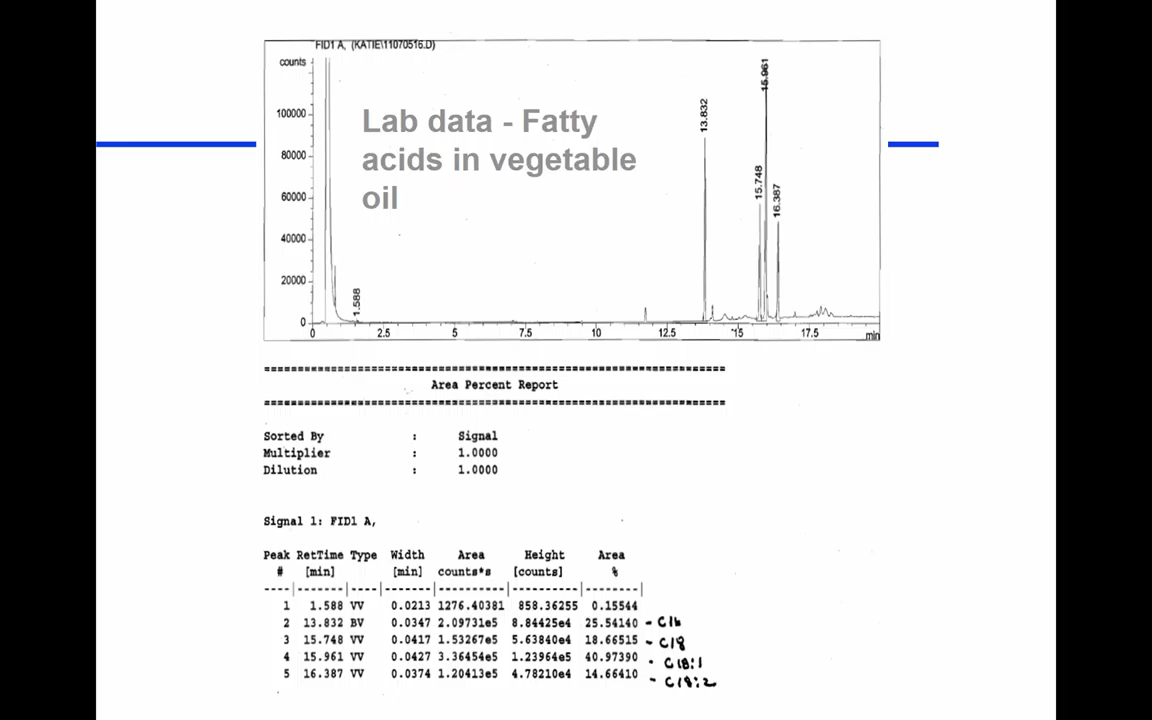 FID1 A, (KATIE\11070516.D)
counts
100000
80000
60000
40000
20000
0
Lab data - Fatty
acids in vegetable
oil
1.588
13.832
15.748
15.961
16.387
0 2.5 5 7.5 10 12.5 15 17.5 min
=====================================================================
Area Percent Report
=====================================================================
Sorted By : Signal
Multiplier : 1.0000
Dilution : 1.0000
Signal 1: FID1 A,
Peak RetTime Type Width Area Height Area
# [min] [min] counts*s [counts] %
----|-------|----|-------|----------|----------|--------|
1 1.588 VV 0.0213 1276.40381 858.36255 0.15544
2 13.832 BV 0.0347 2.09731e5 8.84425e4 25.54140 - C16
3 15.748 VV 0.0417 1.53267e5 5.63840e4 18.66515 - C18
4 15.961 VV 0.0427 3.36454e5 1.23964e5 40.97390 - C18:1
5 16.387 VV 0.0374 1.20413e5 4.78210e4 14.66410 - C18:2